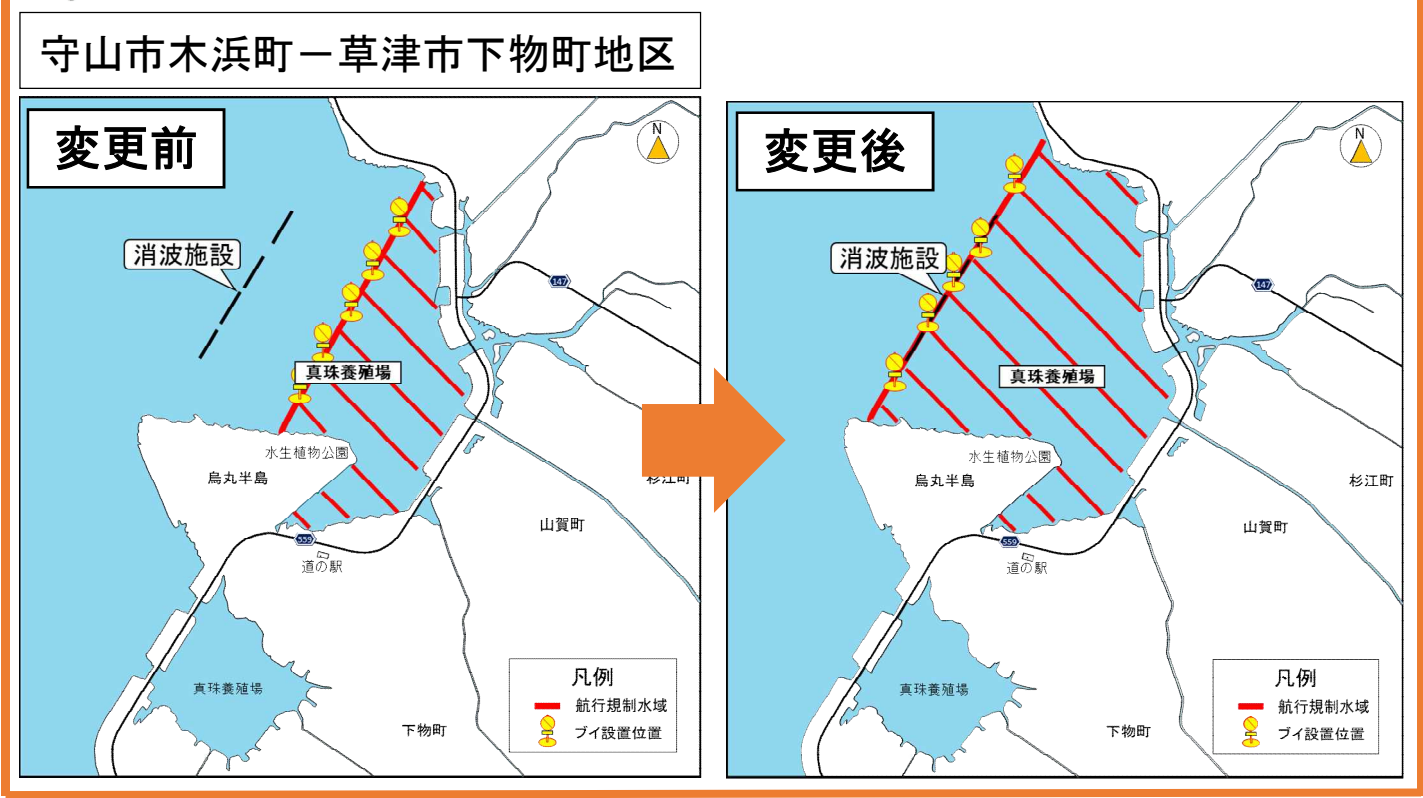 守山市木浜町－草津市下物町地区
変更前
N
消波施設
147
真珠養殖場
水生植物公園
烏丸半島
杉江町
山賀町
559
道の駅
真珠養殖場
下物町
凡例
航行規制水域
ブイ設置位置
変更後
N
消波施設
147
真珠養殖場
水生植物公園
烏丸半島
杉江町
山賀町
559
道の駅
真珠養殖場
下物町
凡例
航行規制水域
ブイ設置位置